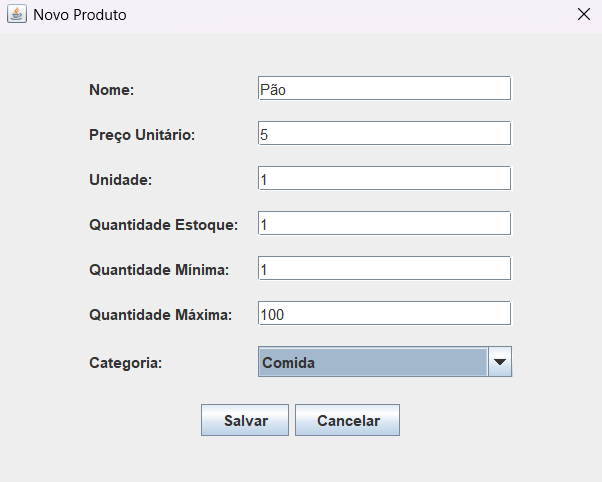 Novo Produto
Nome: Pão
Preço Unitário: 5
Unidade: 1
Quantidade Estoque: 1
Quantidade Mínima: 1
Quantidade Máxima: 100
Categoria: Comida
Salvar Cancelar